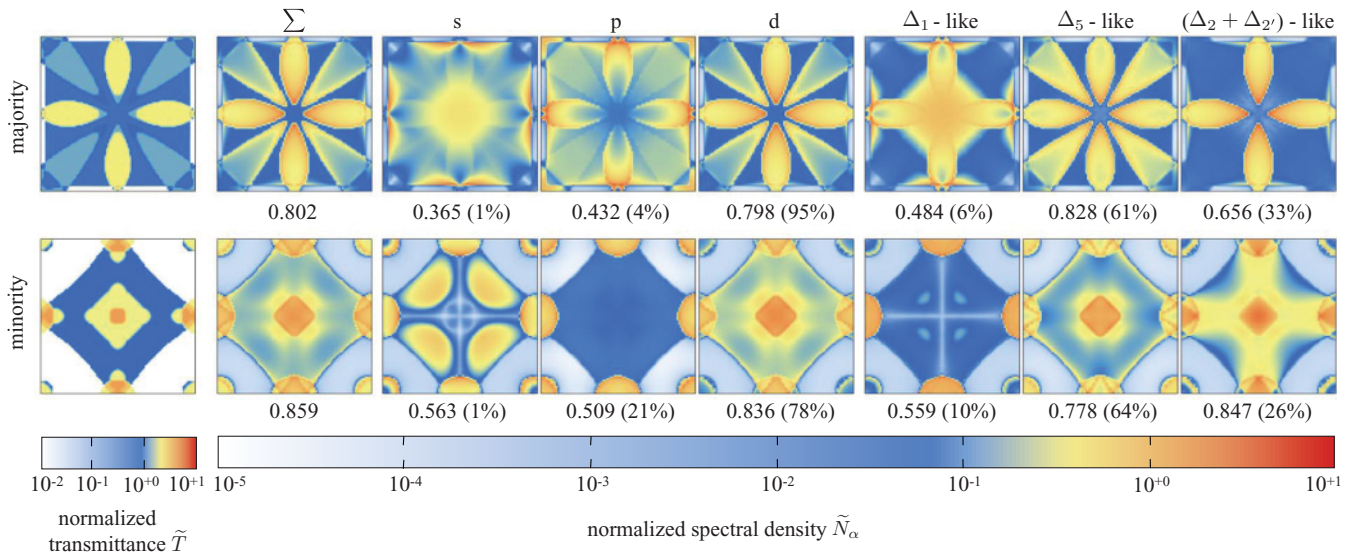 ∑ s p d Δ₁ - like Δ₅ - like (Δ₂ + Δ₂′) - like
majority
0.802 0.365 (1%) 0.432 (4%) 0.798 (95%) 0.484 (6%) 0.828 (61%) 0.656 (33%)
minority
0.859 0.563 (1%) 0.509 (21%) 0.836 (78%) 0.559 (10%) 0.778 (64%) 0.847 (26%)
10⁻² 10⁻¹ 10⁺⁰ 10⁺¹
normalized
transmittance T̃
10⁻⁵ 10⁻⁴ 10⁻³ 10⁻² 10⁻¹ 10⁺⁰ 10⁺¹
normalized spectral density Ñ_α